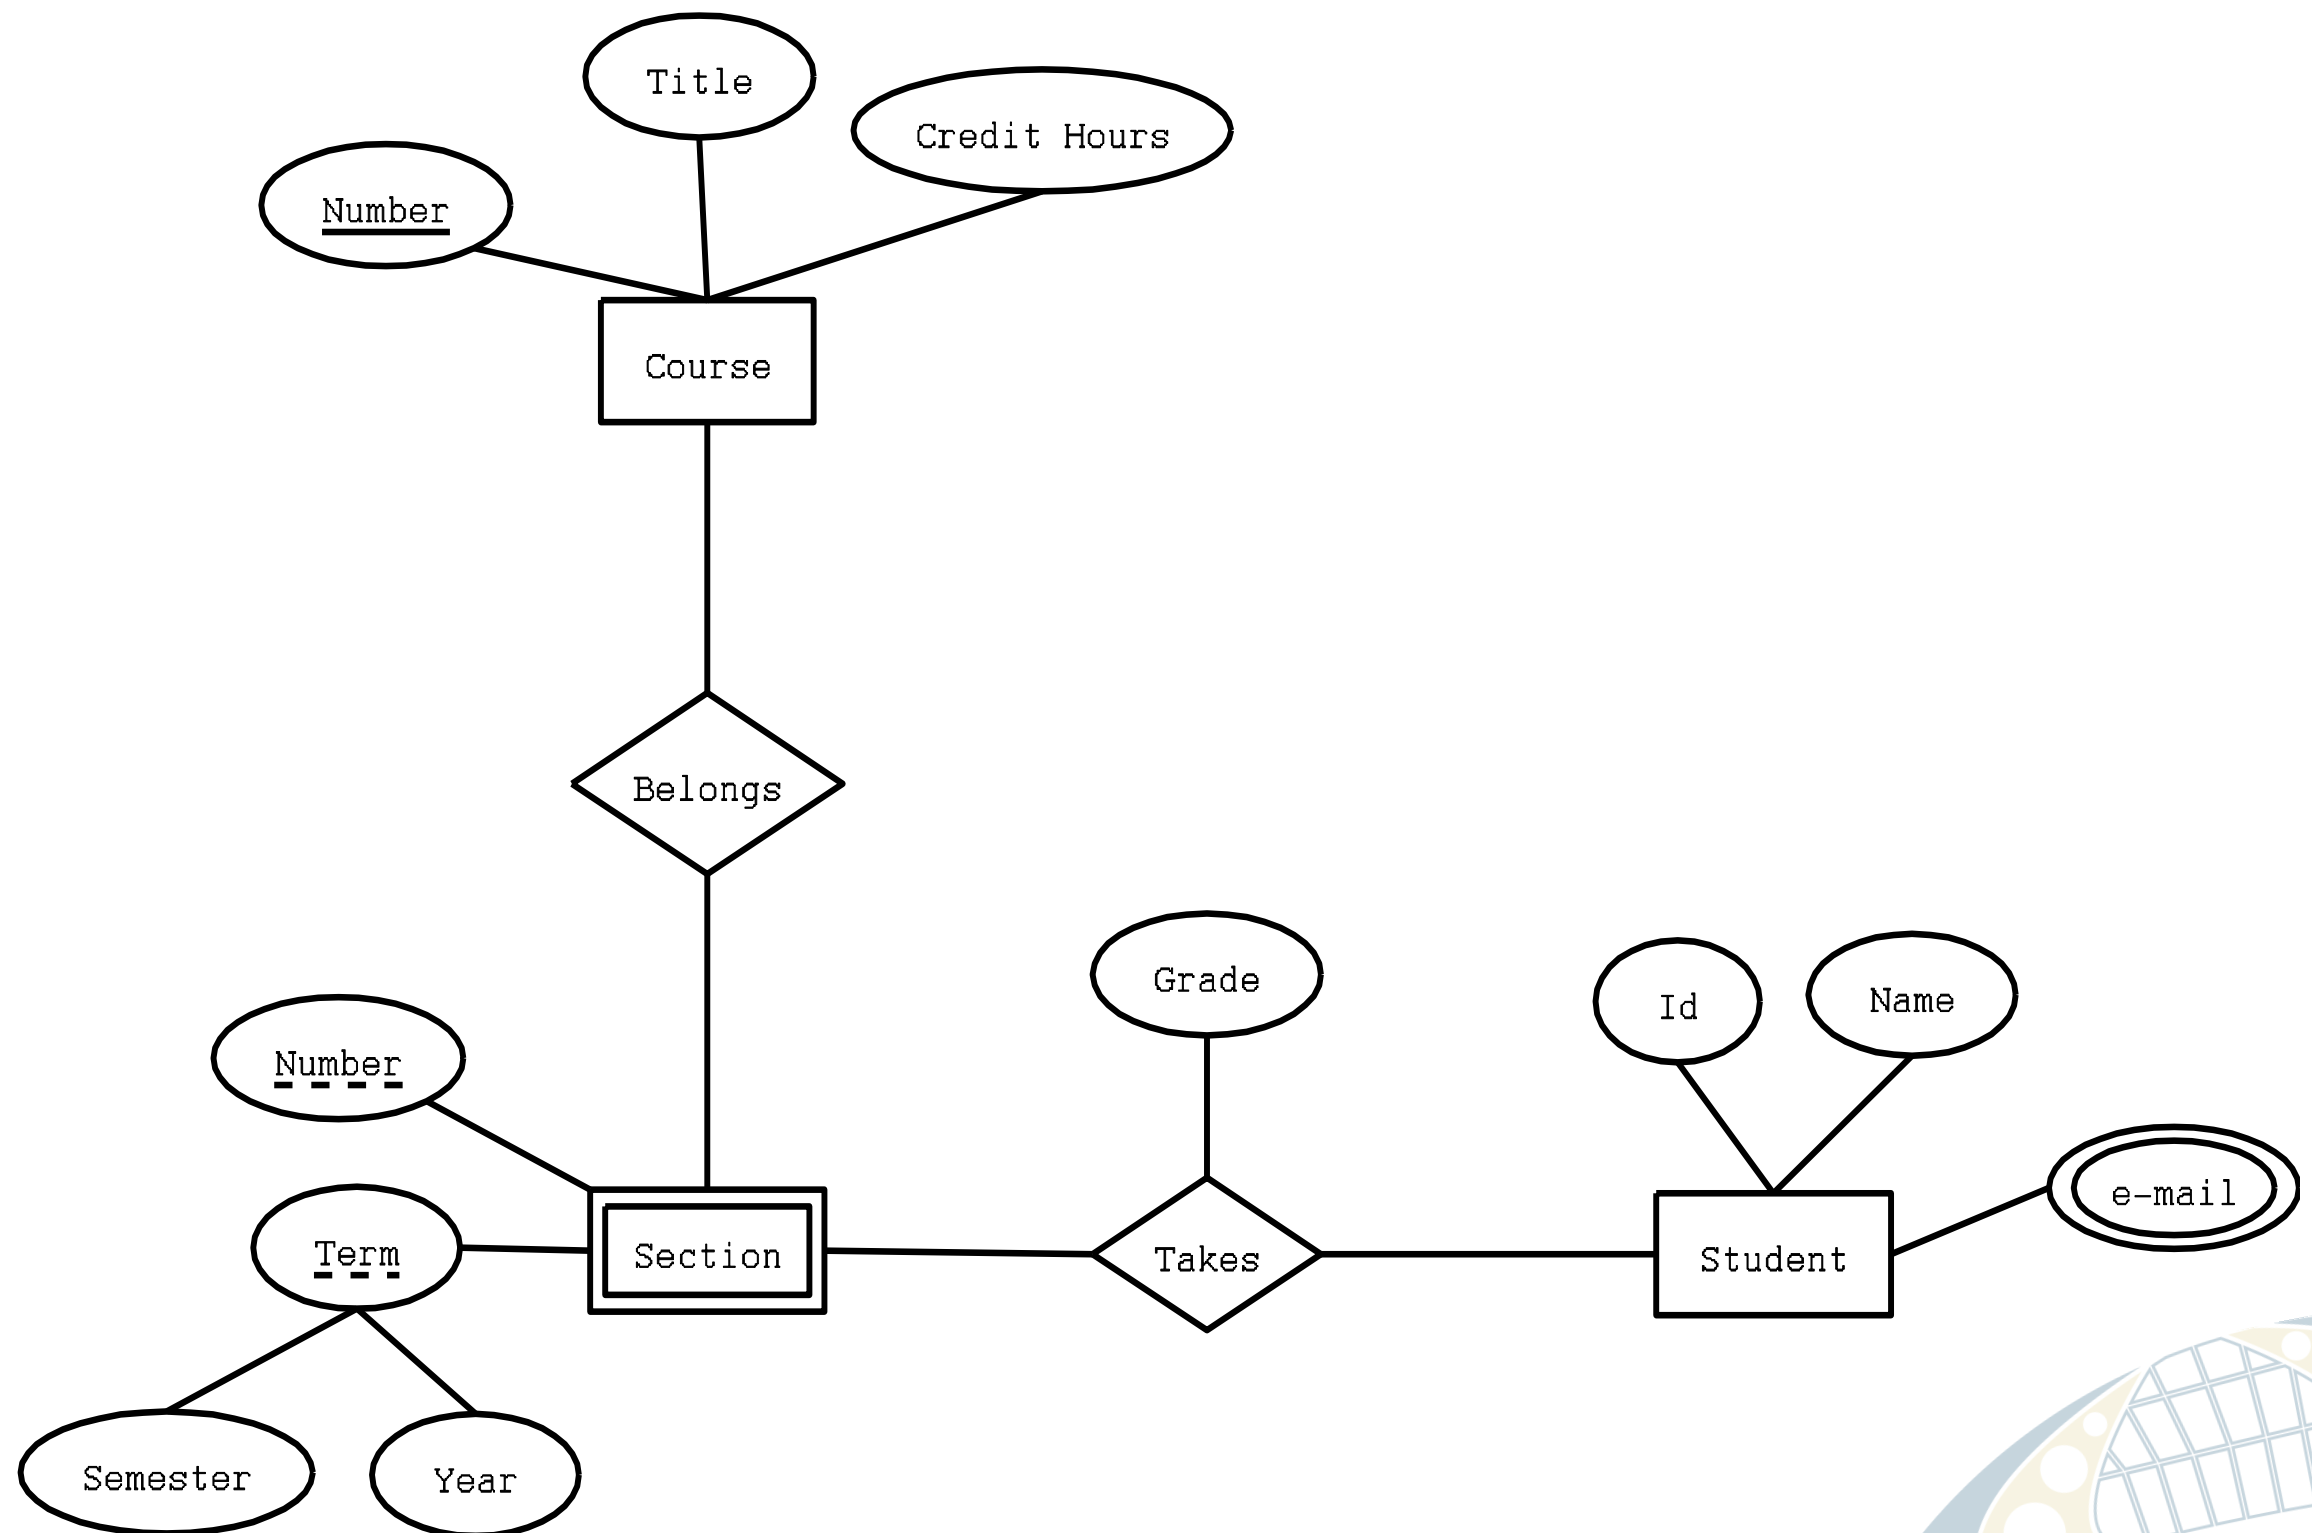 Title
Credit Hours
Number
Course
Belongs
Grade
Id
Name
Number
e-mail
Term
Section
Takes
Student
Semester
Year